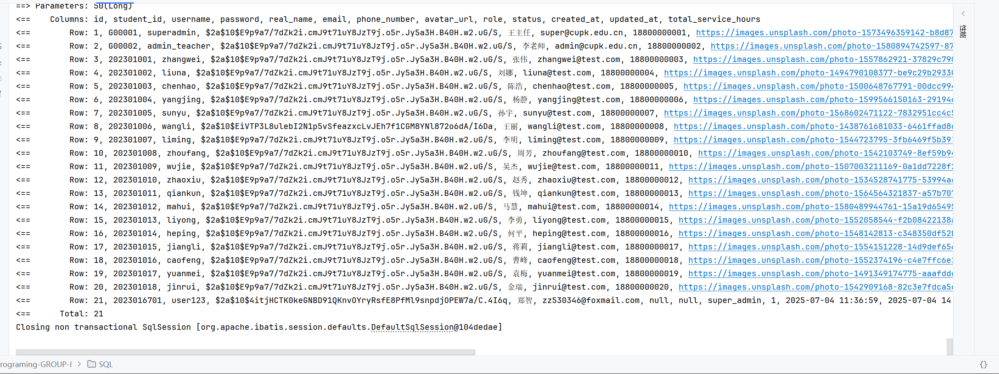 ==> Parameters: 50(Long)
<==    Columns: id, student_id, username, password, real_name, email, phone_number, avatar_url, role, status, created_at, updated_at, total_service_hours
<==        Row: 1, G00001, superadmin, $2a$10$E9p9a7/7dZk2i.cmJ9t71uY8JzT9j.o5r.Jy5a3H.B40H.w2.uG/S, 王主任, super@cupk.edu.cn, 18800000001, https://images.unsplash.com/photo-1573496359142-b8d87
<==        Row: 2, G00002, admin_teacher, $2a$10$E9p9a7/7dZk2i.cmJ9t71uY8JzT9j.o5r.Jy5a3H.B40H.w2.uG/S, 李老师, admin@cupk.edu.cn, 18800000002, https://images.unsplash.com/photo-1580894742597-87
<==        Row: 3, 202301001, zhangwei, $2a$10$E9p9a7/7dZk2i.cmJ9t71uY8JzT9j.o5r.Jy5a3H.B40H.w2.uG/S, 张伟, zhangwei@test.com, 18800000003, https://images.unsplash.com/photo-1557862921-37829c790
<==        Row: 4, 202301002, liuna, $2a$10$E9p9a7/7dZk2i.cmJ9t71uY8JzT9j.o5r.Jy5a3H.B40H.w2.uG/S, 刘娜, liuna@test.com, 18800000004, https://images.unsplash.com/photo-1494790108377-be9c29b29330
<==        Row: 5, 202301003, chenhao, $2a$10$E9p9a7/7dZk2i.cmJ9t71uY8JzT9j.o5r.Jy5a3H.B40H.w2.uG/S, 陈浩, chenhao@test.com, 18800000005, https://images.unsplash.com/photo-1500648767791-00dcc994
<==        Row: 6, 202301004, yangjing, $2a$10$E9p9a7/7dZk2i.cmJ9t71uY8JzT9j.o5r.Jy5a3H.B40H.w2.uG/S, 杨静, yangjing@test.com, 18800000006, https://images.unsplash.com/photo-1599566150163-29194
<==        Row: 7, 202301005, sunyu, $2a$10$E9p9a7/7dZk2i.cmJ9t71uY8JzT9j.o5r.Jy5a3H.B40H.w2.uG/S, 孙宇, sunyu@test.com, 18800000007, https://images.unsplash.com/photo-1568602471122-7832951cc4c5
<==        Row: 8, 202301006, wangli, $2a$10$EiVTP3L8ulebI2N1p5vSfeazxcLvJEh7f1CGM8YNl872o6dA/I6Da, 王丽, wangli@test.com, 18800000008, https://images.unsplash.com/photo-1438761681033-6461ffad8
<==        Row: 9, 202301007, liming, $2a$10$E9p9a7/7dZk2i.cmJ9t71uY8JzT9j.o5r.Jy5a3H.B40H.w2.uG/S, 李明, liming@test.com, 18800000009, https://images.unsplash.com/photo-1544723795-3fb6469f5b39
<==        Row: 10, 202301008, zhoufang, $2a$10$E9p9a7/7dZk2i.cmJ9t71uY8JzT9j.o5r.Jy5a3H.B40H.w2.uG/S, 周芳, zhoufang@test.com, 18800000010, https://images.unsplash.com/photo-1542103749-8ef59b94
<==        Row: 11, 202301009, wujie, $2a$10$E9p9a7/7dZk2i.cmJ9t71uY8JzT9j.o5r.Jy5a3H.B40H.w2.uG/S, 吴杰, wujie@test.com, 18800000011, https://images.unsplash.com/photo-1507003211169-0a1dd7228f2
<==        Row: 12, 202301010, zhaoxiu, $2a$10$E9p9a7/7dZk2i.cmJ9t71uY8JzT9j.o5r.Jy5a3H.B40H.w2.uG/S, 赵秀, zhaoxiu@test.com, 18800000012, https://images.unsplash.com/photo-1534528741775-53994a
<==        Row: 13, 202301011, qiankun, $2a$10$E9p9a7/7dZk2i.cmJ9t71uY8JzT9j.o5r.Jy5a3H.B40H.w2.uG/S, 钱坤, qiankun@test.com, 18800000013, https://images.unsplash.com/photo-1564564321837-a57b70
<==        Row: 14, 202301012, mahui, $2a$10$E9p9a7/7dZk2i.cmJ9t71uY8JzT9j.o5r.Jy5a3H.B40H.w2.uG/S, 马慧, mahui@test.com, 18800000014, https://images.unsplash.com/photo-1580489944761-15a19d65495
<==        Row: 15, 202301013, liyong, $2a$10$E9p9a7/7dZk2i.cmJ9t71uY8JzT9j.o5r.Jy5a3H.B40H.w2.uG/S, 李勇, liyong@test.com, 18800000015, https://images.unsplash.com/photo-1552058544-f2b08422138a
<==        Row: 16, 202301014, heping, $2a$10$E9p9a7/7dZk2i.cmJ9t71uY8JzT9j.o5r.Jy5a3H.B40H.w2.uG/S, 何平, heping@test.com, 18800000016, https://images.unsplash.com/photo-1548142813-c348350df52
<==        Row: 17, 202301015, jiangli, $2a$10$E9p9a7/7dZk2i.cmJ9t71uY8JzT9j.o5r.Jy5a3H.B40H.w2.uG/S, 蒋莉, jiangli@test.com, 18800000017, https://images.unsplash.com/photo-1554151228-14d9def65
<==        Row: 18, 202301016, caofeng, $2a$10$E9p9a7/7dZk2i.cmJ9t71uY8JzT9j.o5r.Jy5a3H.B40H.w2.uG/S, 曹峰, caofeng@test.com, 18800000018, https://images.unsplash.com/photo-1552374196-c4e7ffc6e
<==        Row: 19, 202301017, yuanmei, $2a$10$E9p9a7/7dZk2i.cmJ9t71uY8JzT9j.o5r.Jy5a3H.B40H.w2.uG/S, 袁梅, yuanmei@test.com, 18800000019, https://images.unsplash.com/photo-1491349174775-aaafdd
<==        Row: 20, 202301018, jinrui, $2a$10$E9p9a7/7dZk2i.cmJ9t71uY8JzT9j.o5r.Jy5a3H.B40H.w2.uG/S, 金瑞, jinrui@test.com, 18800000020, https://images.unsplash.com/photo-1542909168-82c3e7fdca5
<==        Row: 21, 2023016701, user123, $2a$10$4itjHCTK0keGNBD91QKnvOYryRsfE8PfMl9snpdjOPEW7a/C.4I6q, 郑智, zz530346@foxmail.com, null, null, super_admin, 1, 2025-07-04 11:36:59, 2025-07-04 14
<==      Total: 21
Closing non transactional SqlSession [org.apache.ibatis.session.defaults.DefaultSqlSession@104dedae]
性能
rograming-GROUP-I > SQL
{}